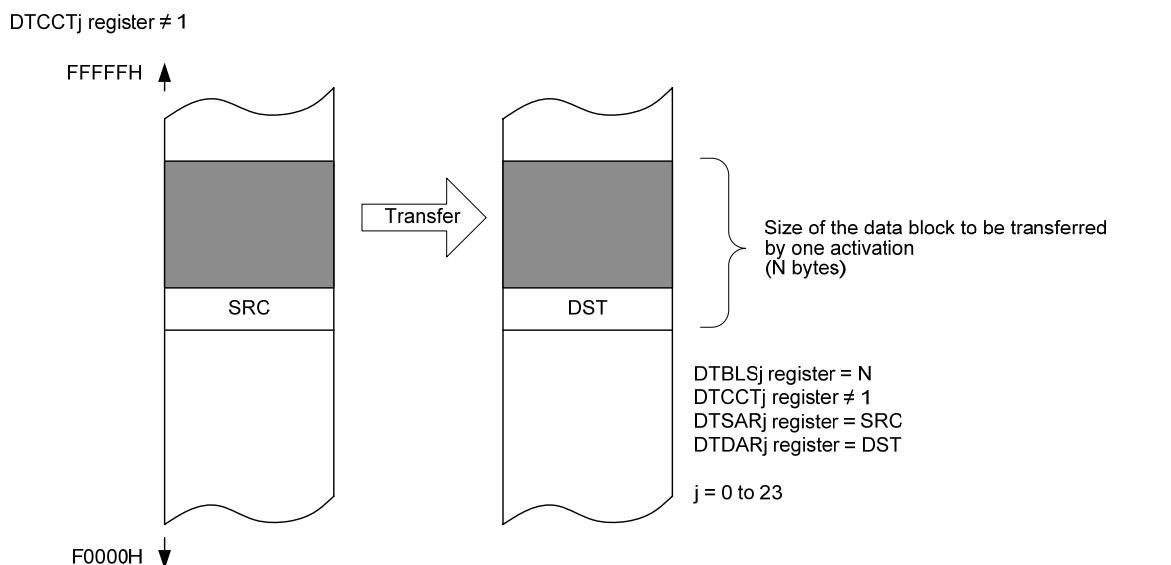 DTCCTj register ≠ 1
FFFFFH
Transfer
SRC
DST
Size of the data block to be transferred
by one activation
(N bytes)
DTBLSj register = N
DTCCTj register ≠ 1
DTSARj register = SRC
DTDARj register = DST
j = 0 to 23
F0000H